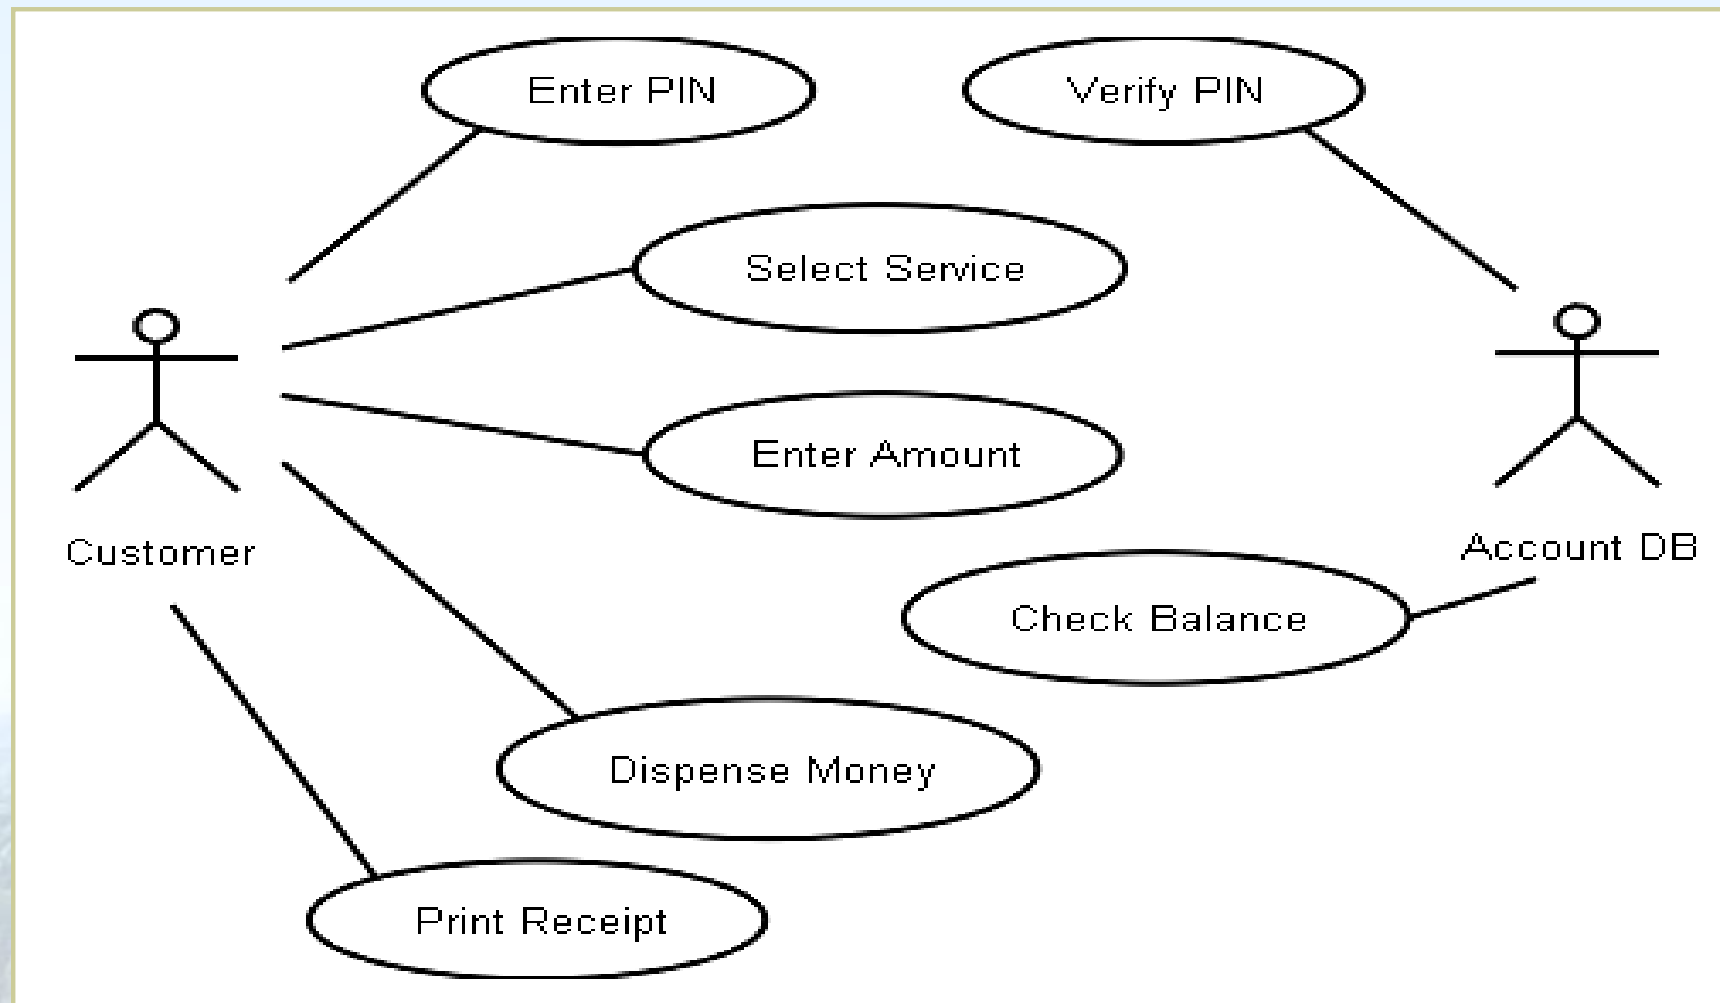 Enter PIN
Verify PIN
Select Service
Enter Amount
Customer
Account DB
Check Balance
Dispense Money
Print Receipt